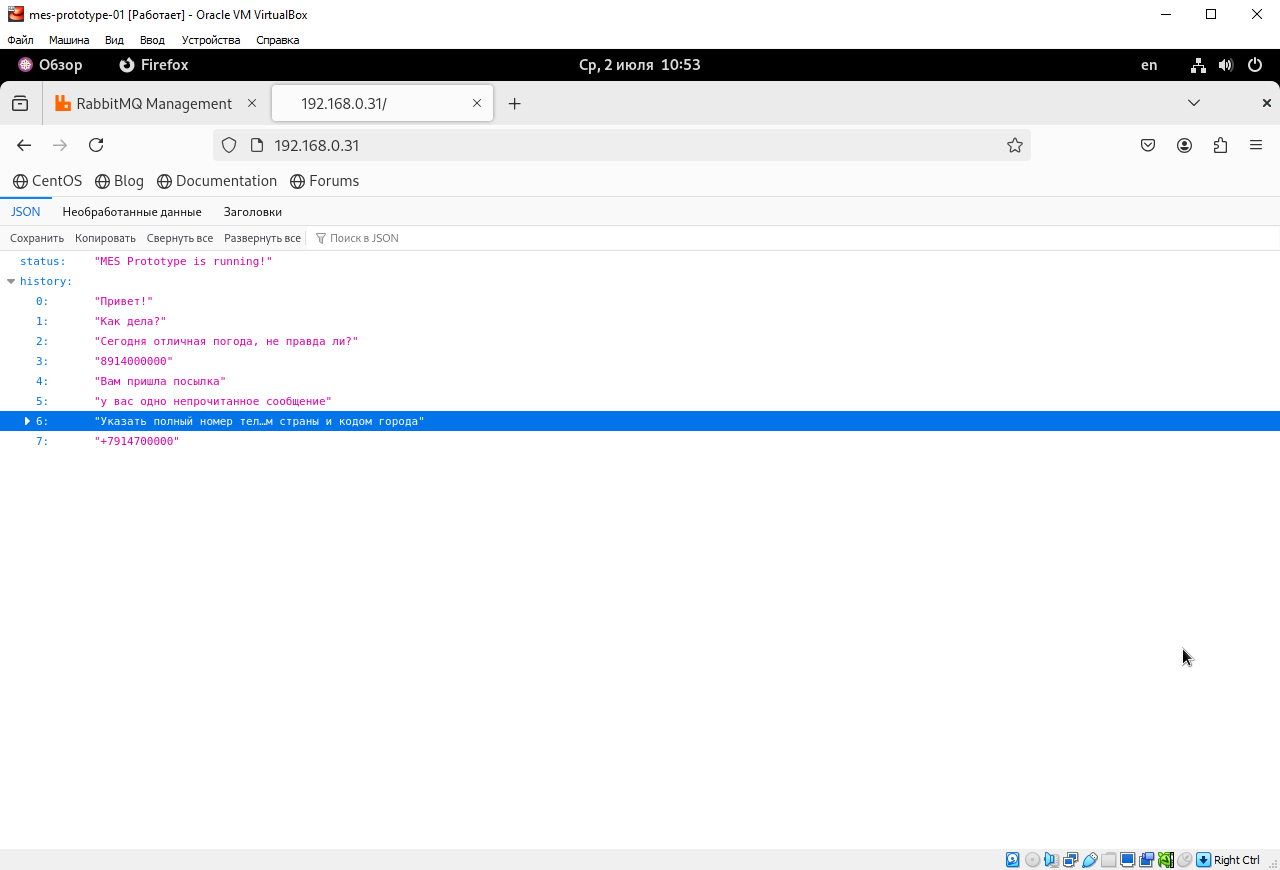 mes-prototype-01 [Работает] - Oracle VM VirtualBox
Файл Машина Вид Ввод Устройства Справка
Обзор Firefox Ср, 2 июля 10:53 en
RabbitMQ Management 192.168.0.31/
192.168.0.31
CentOS Blog Documentation Forums
JSON Необработанные данные Заголовки
Сохранить Копировать Свернуть все Развернуть все Поиск в JSON
status: "MES Prototype is running!"
history:
0: "Привет!"
1: "Как дела?"
2: "Сегодня отличная погода, не правда ли?"
3: "8914000000"
4: "Вам пришла посылка"
5: "у вас одно непрочитанное сообщение"
6: "Указать полный номер тел…м страны и кодом города"
7: "+7914700000"
Right Ctrl